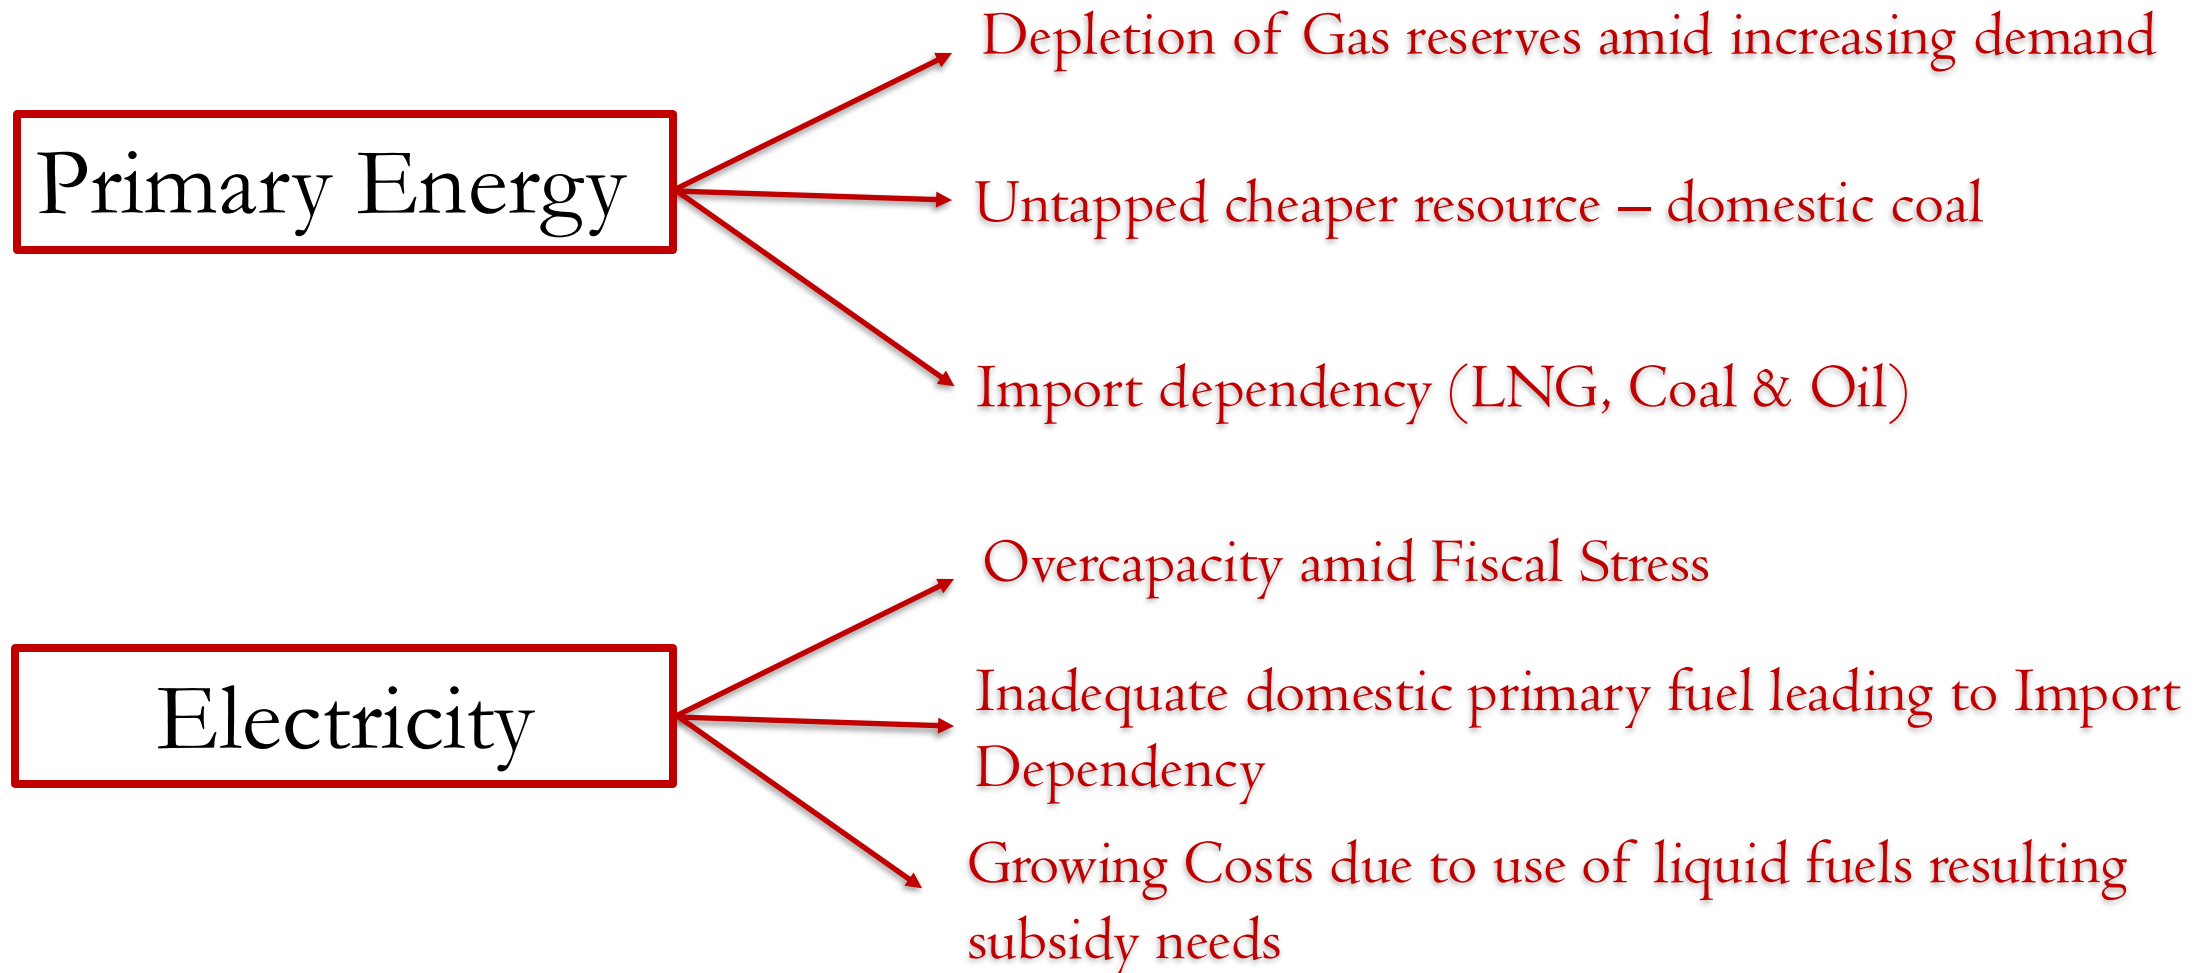 Primary Energy
Depletion of Gas reserves amid increasing demand
Untapped cheaper resource – domestic coal
Import dependency (LNG, Coal & Oil)
Electricity
Overcapacity amid Fiscal Stress
Inadequate domestic primary fuel leading to Import
Dependency
Growing Costs due to use of liquid fuels resulting
subsidy needs